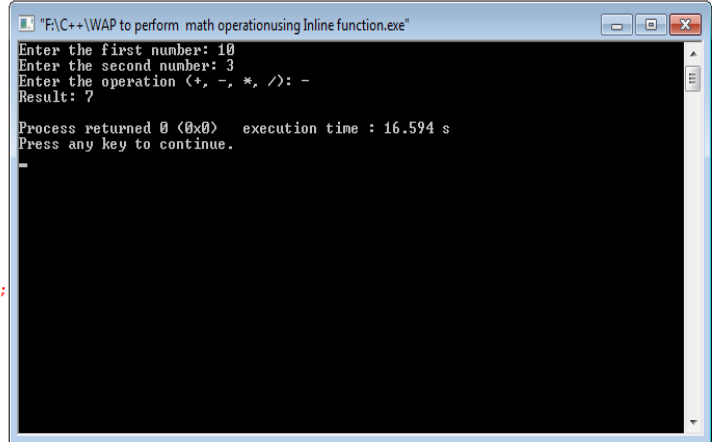 "F:\C++\WAP to perform  math operationusing Inline function.exe"
Enter the first number: 10
Enter the second number: 3
Enter the operation (+, -, *, /): -
Result: 7
Process returned 0 (0x0)   execution time : 16.594 s
Press any key to continue.
;